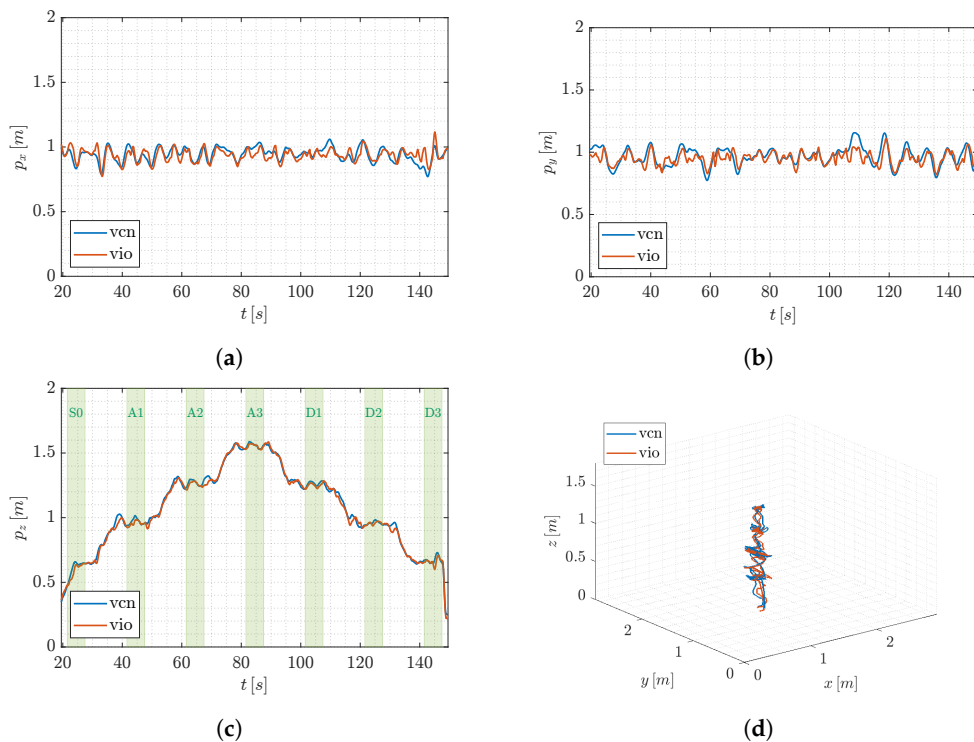 2
1.5
1
0.5
0
p_x [m]
vcn
vio
20 40 60 80 100 120 140
t [s]
(a)
2
1.5
1
0.5
0
p_y [m]
vcn
vio
20 40 60 80 100 120 140
t [s]
(b)
2
1.5
1
0.5
0
p_z [m]
S0 A1 A2 A3 D1 D2 D3
vcn
vio
20 40 60 80 100 120 140
t [s]
(c)
vcn
vio
1.5
1
0.5
0
z [m]
2
1
0
y [m]
0
1
2
x [m]
(d)